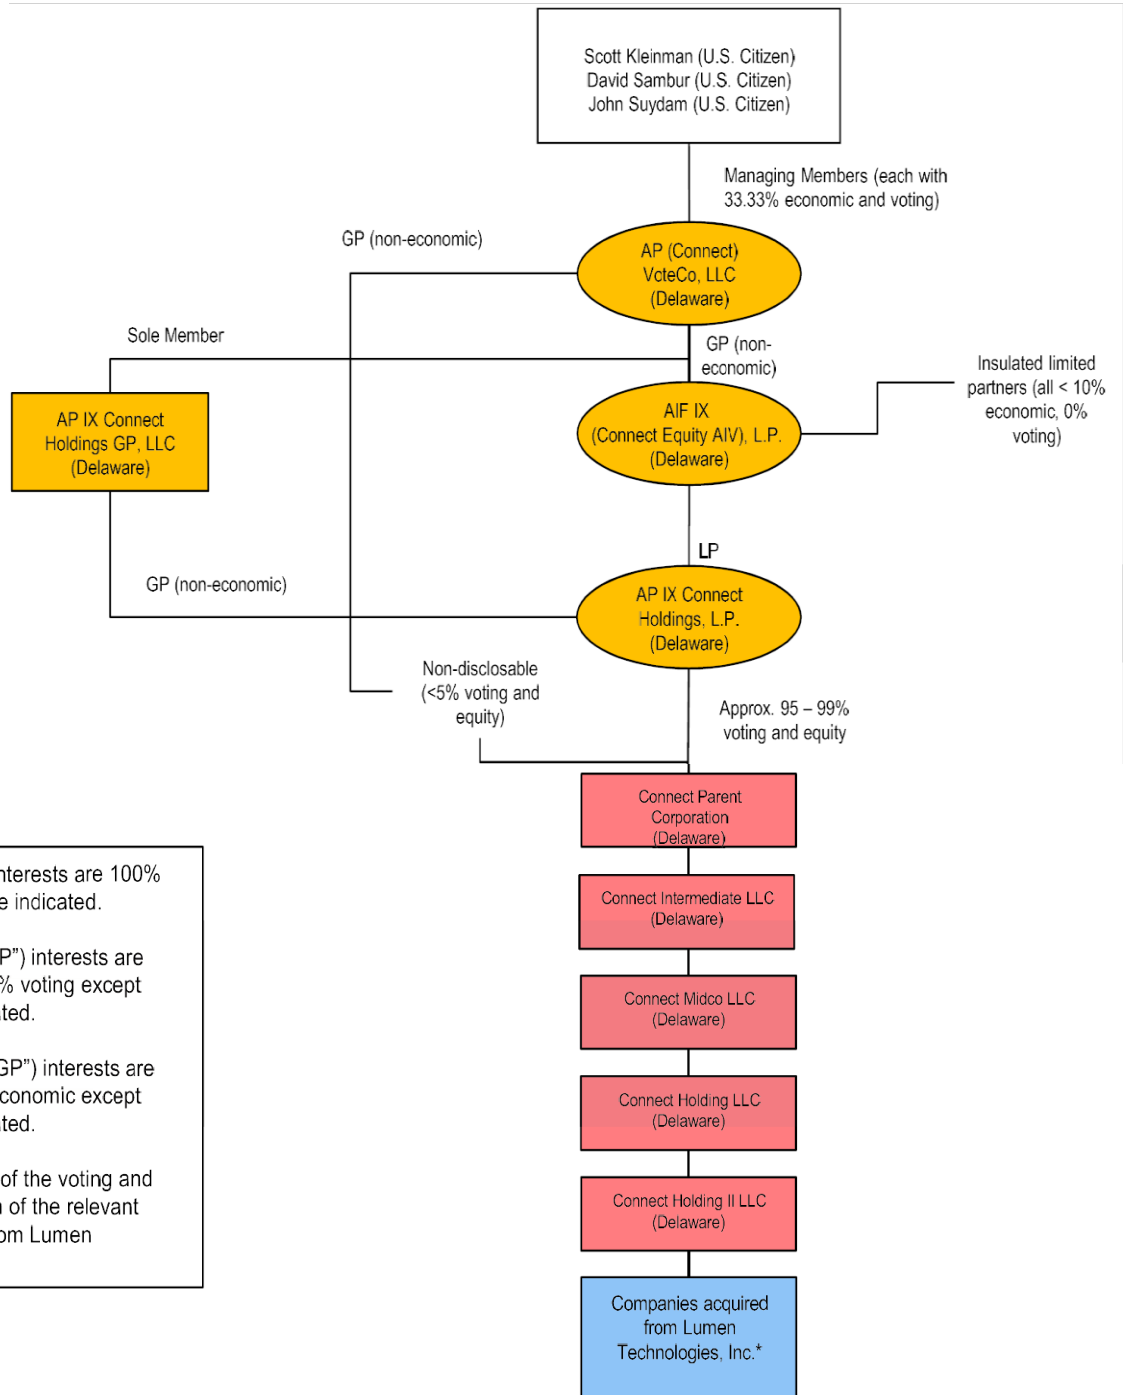 Scott Kleinman (U.S. Citizen)
David Sambur (U.S. Citizen)
John Suydam (U.S. Citizen)
Managing Members (each with
33.33% economic and voting)
GP (non-economic)
AP (Connect)
VoteCo, LLC
(Delaware)
Sole Member
GP (non-
economic)
Insulated limited
partners (all < 10%
economic, 0%
voting)
AP IX Connect
Holdings GP, LLC
(Delaware)
AIF IX
(Connect Equity AIV), L.P.
(Delaware)
LP
GP (non-economic)
AP IX Connect
Holdings, L.P.
(Delaware)
Non-disclosable
(<5% voting and
equity)
Approx. 95 – 99%
voting and equity
Connect Parent
Corporation
(Delaware)
Connect Intermediate LLC
(Delaware)
Connect Midco LLC
(Delaware)
Connect Holding LLC
(Delaware)
Connect Holding II LLC
(Delaware)
Companies acquired
from Lumen
Technologies, Inc.*
nterests are 100%
e indicated.
P”) interests are
% voting except
ted.
GP”) interests are
conomic except
ted.
of the voting and
n of the relevant
om Lumen